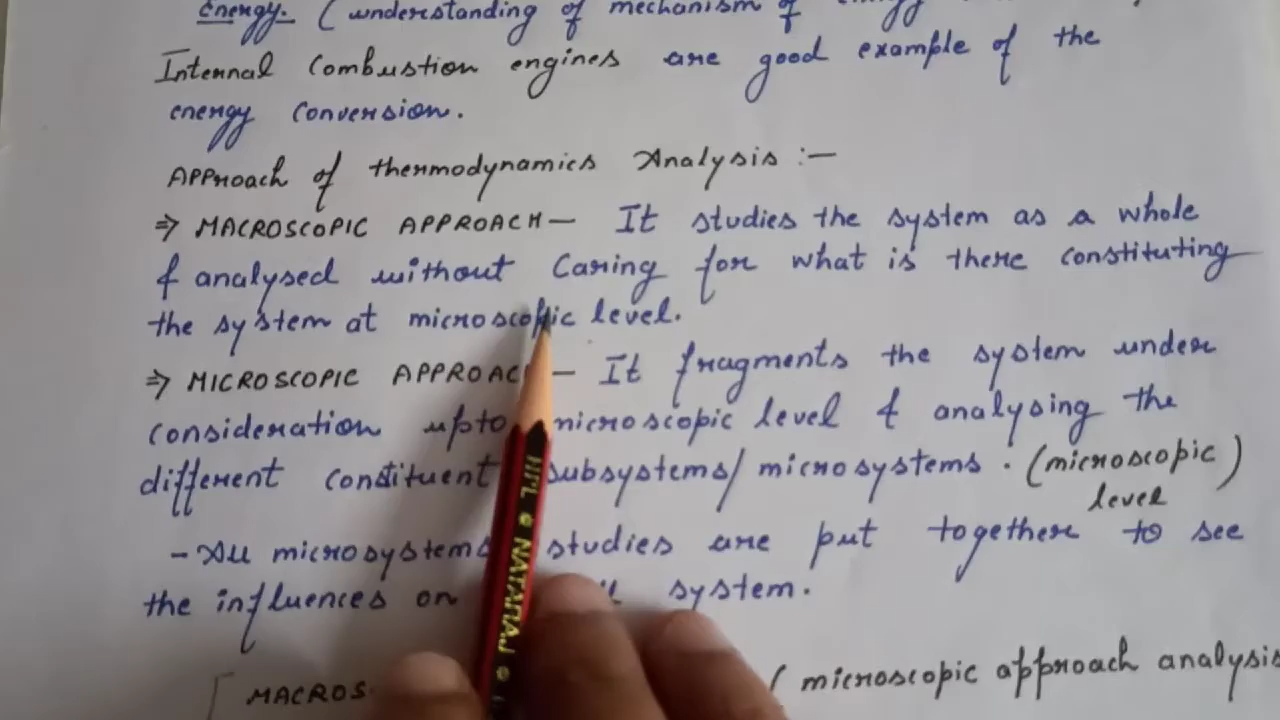 Energy. (understanding of mechanism of
Internal Combustion engines are good example of the
energy conversion.
Approach of thermodynamics Analysis :-
⇒ MACROSCOPIC APPROACH — It studies the system as a whole
& analysed without Caring for what is there constituting
the system at microscopic level.
⇒ MICROSCOPIC APPROAC — It fragments the system under
consideration upto microscopic level & analysing the
different constituent subsystems/microsystems. (microscopic
level)
- All microsystems studies are put together to see
the influences on system.
MACROS / microscopic approach analysis
HPL NATARAJ